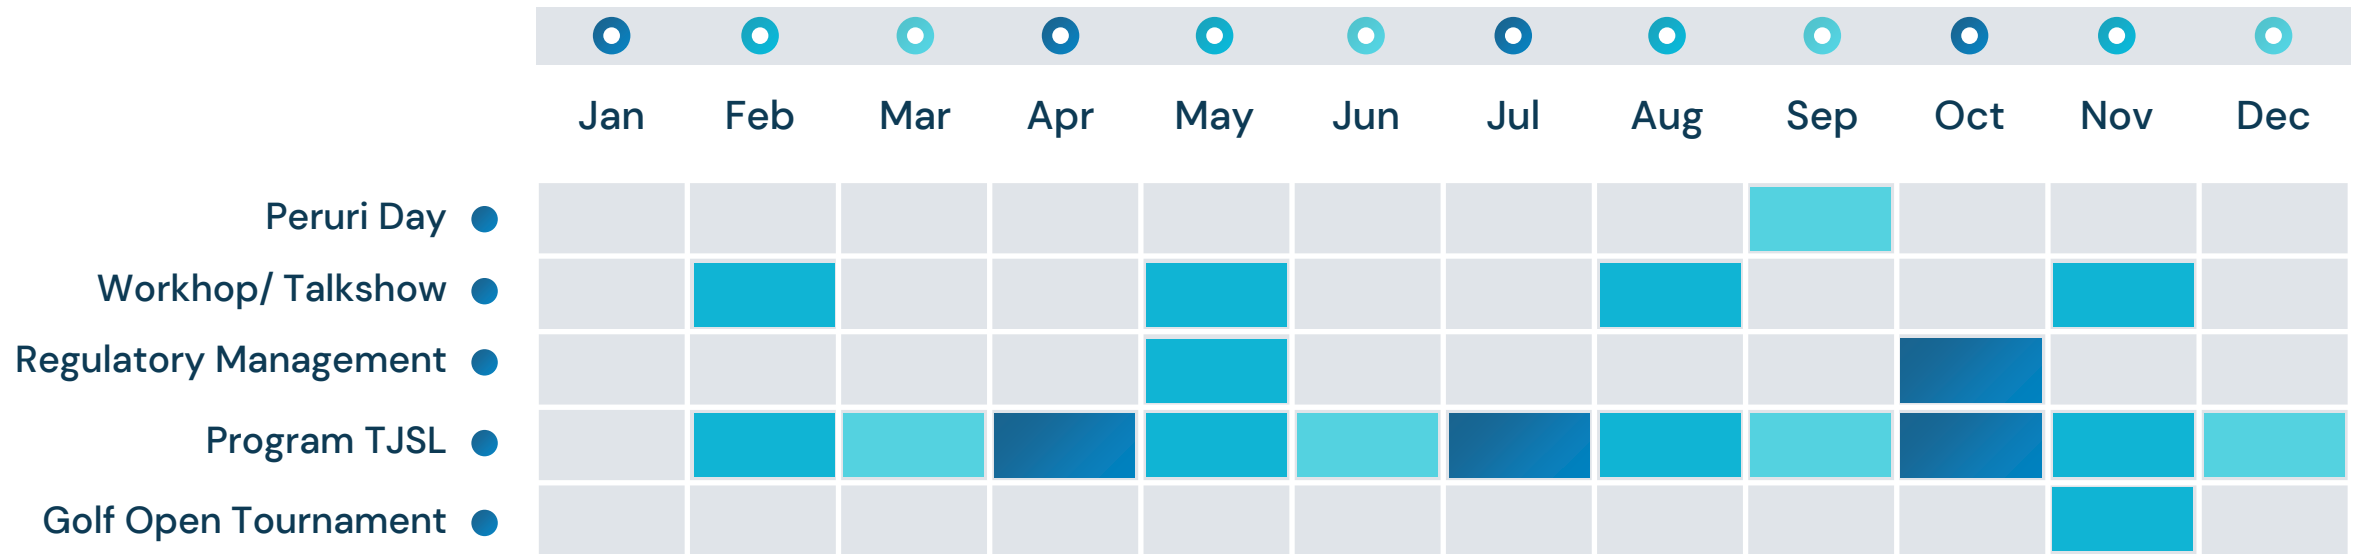 Jan Feb Mar Apr May Jun Jul Aug Sep Oct Nov Dec
Peruri Day
Workhop/ Talkshow
Regulatory Management
Program TJSL
Golf Open Tournament